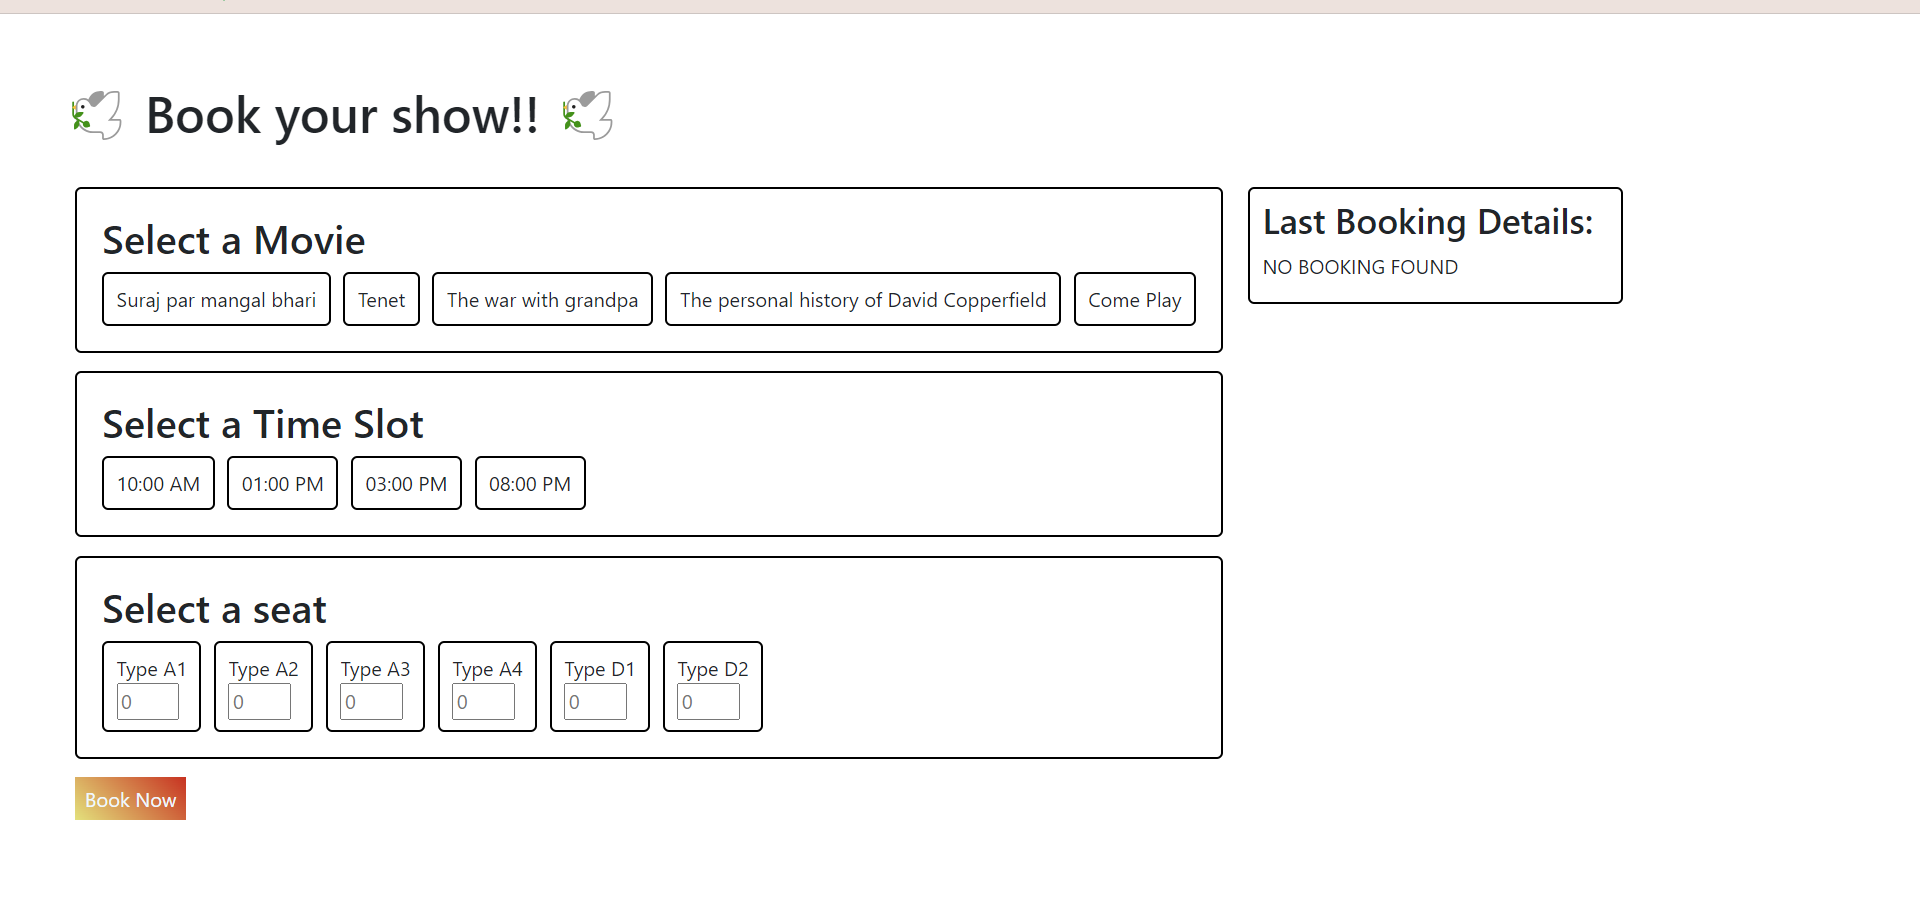 Book your show!!
Select a Movie
Suraj par mangal bhari Tenet The war with grandpa The personal history of David Copperfield Come Play
Select a Time Slot
10:00 AM 01:00 PM 03:00 PM 08:00 PM
Select a seat
Type A1 Type A2 Type A3 Type A4 Type D1 Type D2
0 0 0 0 0 0
Book Now
Last Booking Details:
NO BOOKING FOUND